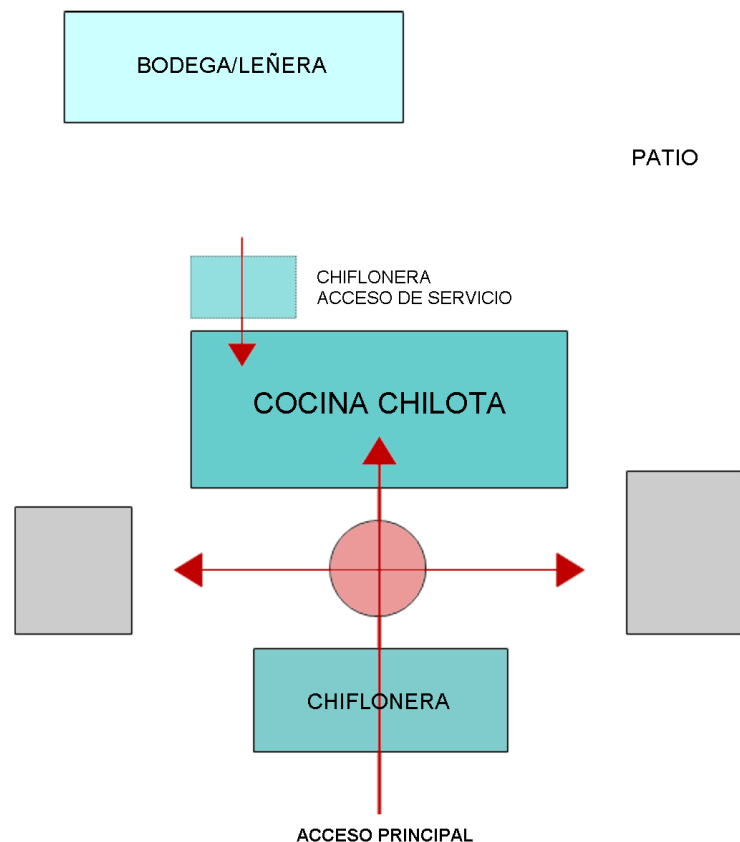 BODEGA/LEÑERA
PATIO
CHIFLONERA
ACCESO DE SERVICIO
COCINA CHILOTA
CHIFLONERA
ACCESO PRINCIPAL